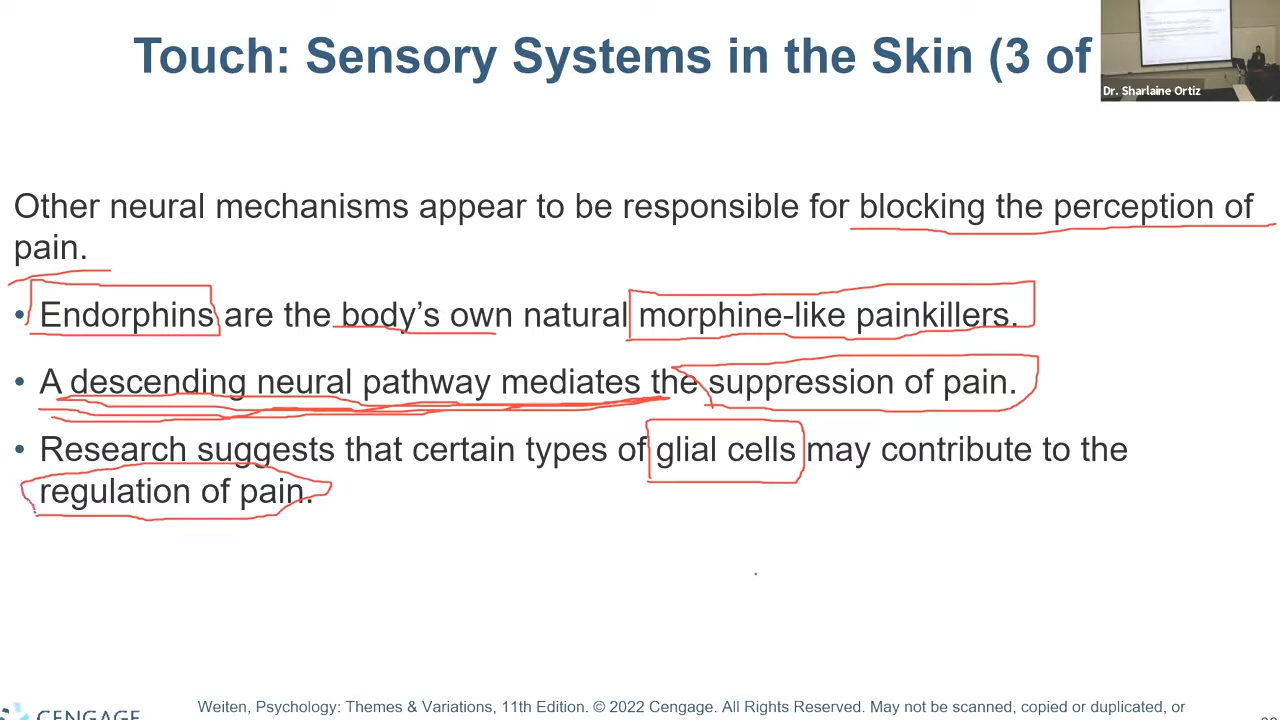 Touch: Sensory Systems in the Skin (3 of
Dr. Sharlaine Ortiz
Other neural mechanisms appear to be responsible for blocking the perception of
pain.
• Endorphins are the body's own natural morphine-like painkillers.
• A descending neural pathway mediates the suppression of pain.
• Research suggests that certain types of glial cells may contribute to the
regulation of pain.
CENGAGE
Weiten, Psychology: Themes & Variations, 11th Edition. © 2022 Cengage. All Rights Reserved. May not be scanned, copied or duplicated, or